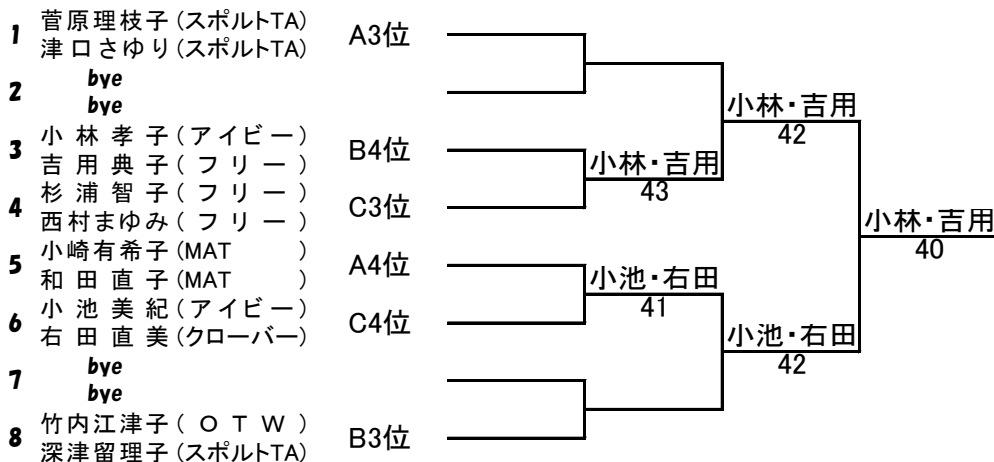 1 菅原理枝子(スポルトTA) A3位
津口さゆり(スポルトTA)
2 bye
bye
小林・吉用
42
3 小林孝子(アイビー) B4位
吉用典子(フリー)
小林・吉用
43
4 杉浦智子(フリー) C3位
西村まゆみ(フリー)
小林・吉用
40
5 小崎有希子(MAT) A4位
和田直子(MAT)
小池・右田
41
6 小池美紀(アイビー) C4位
右田直美(クローバー)
小池・右田
42
7 bye
bye
8 竹内江津子(OTW) B3位
深津留理子(スポルトTA)